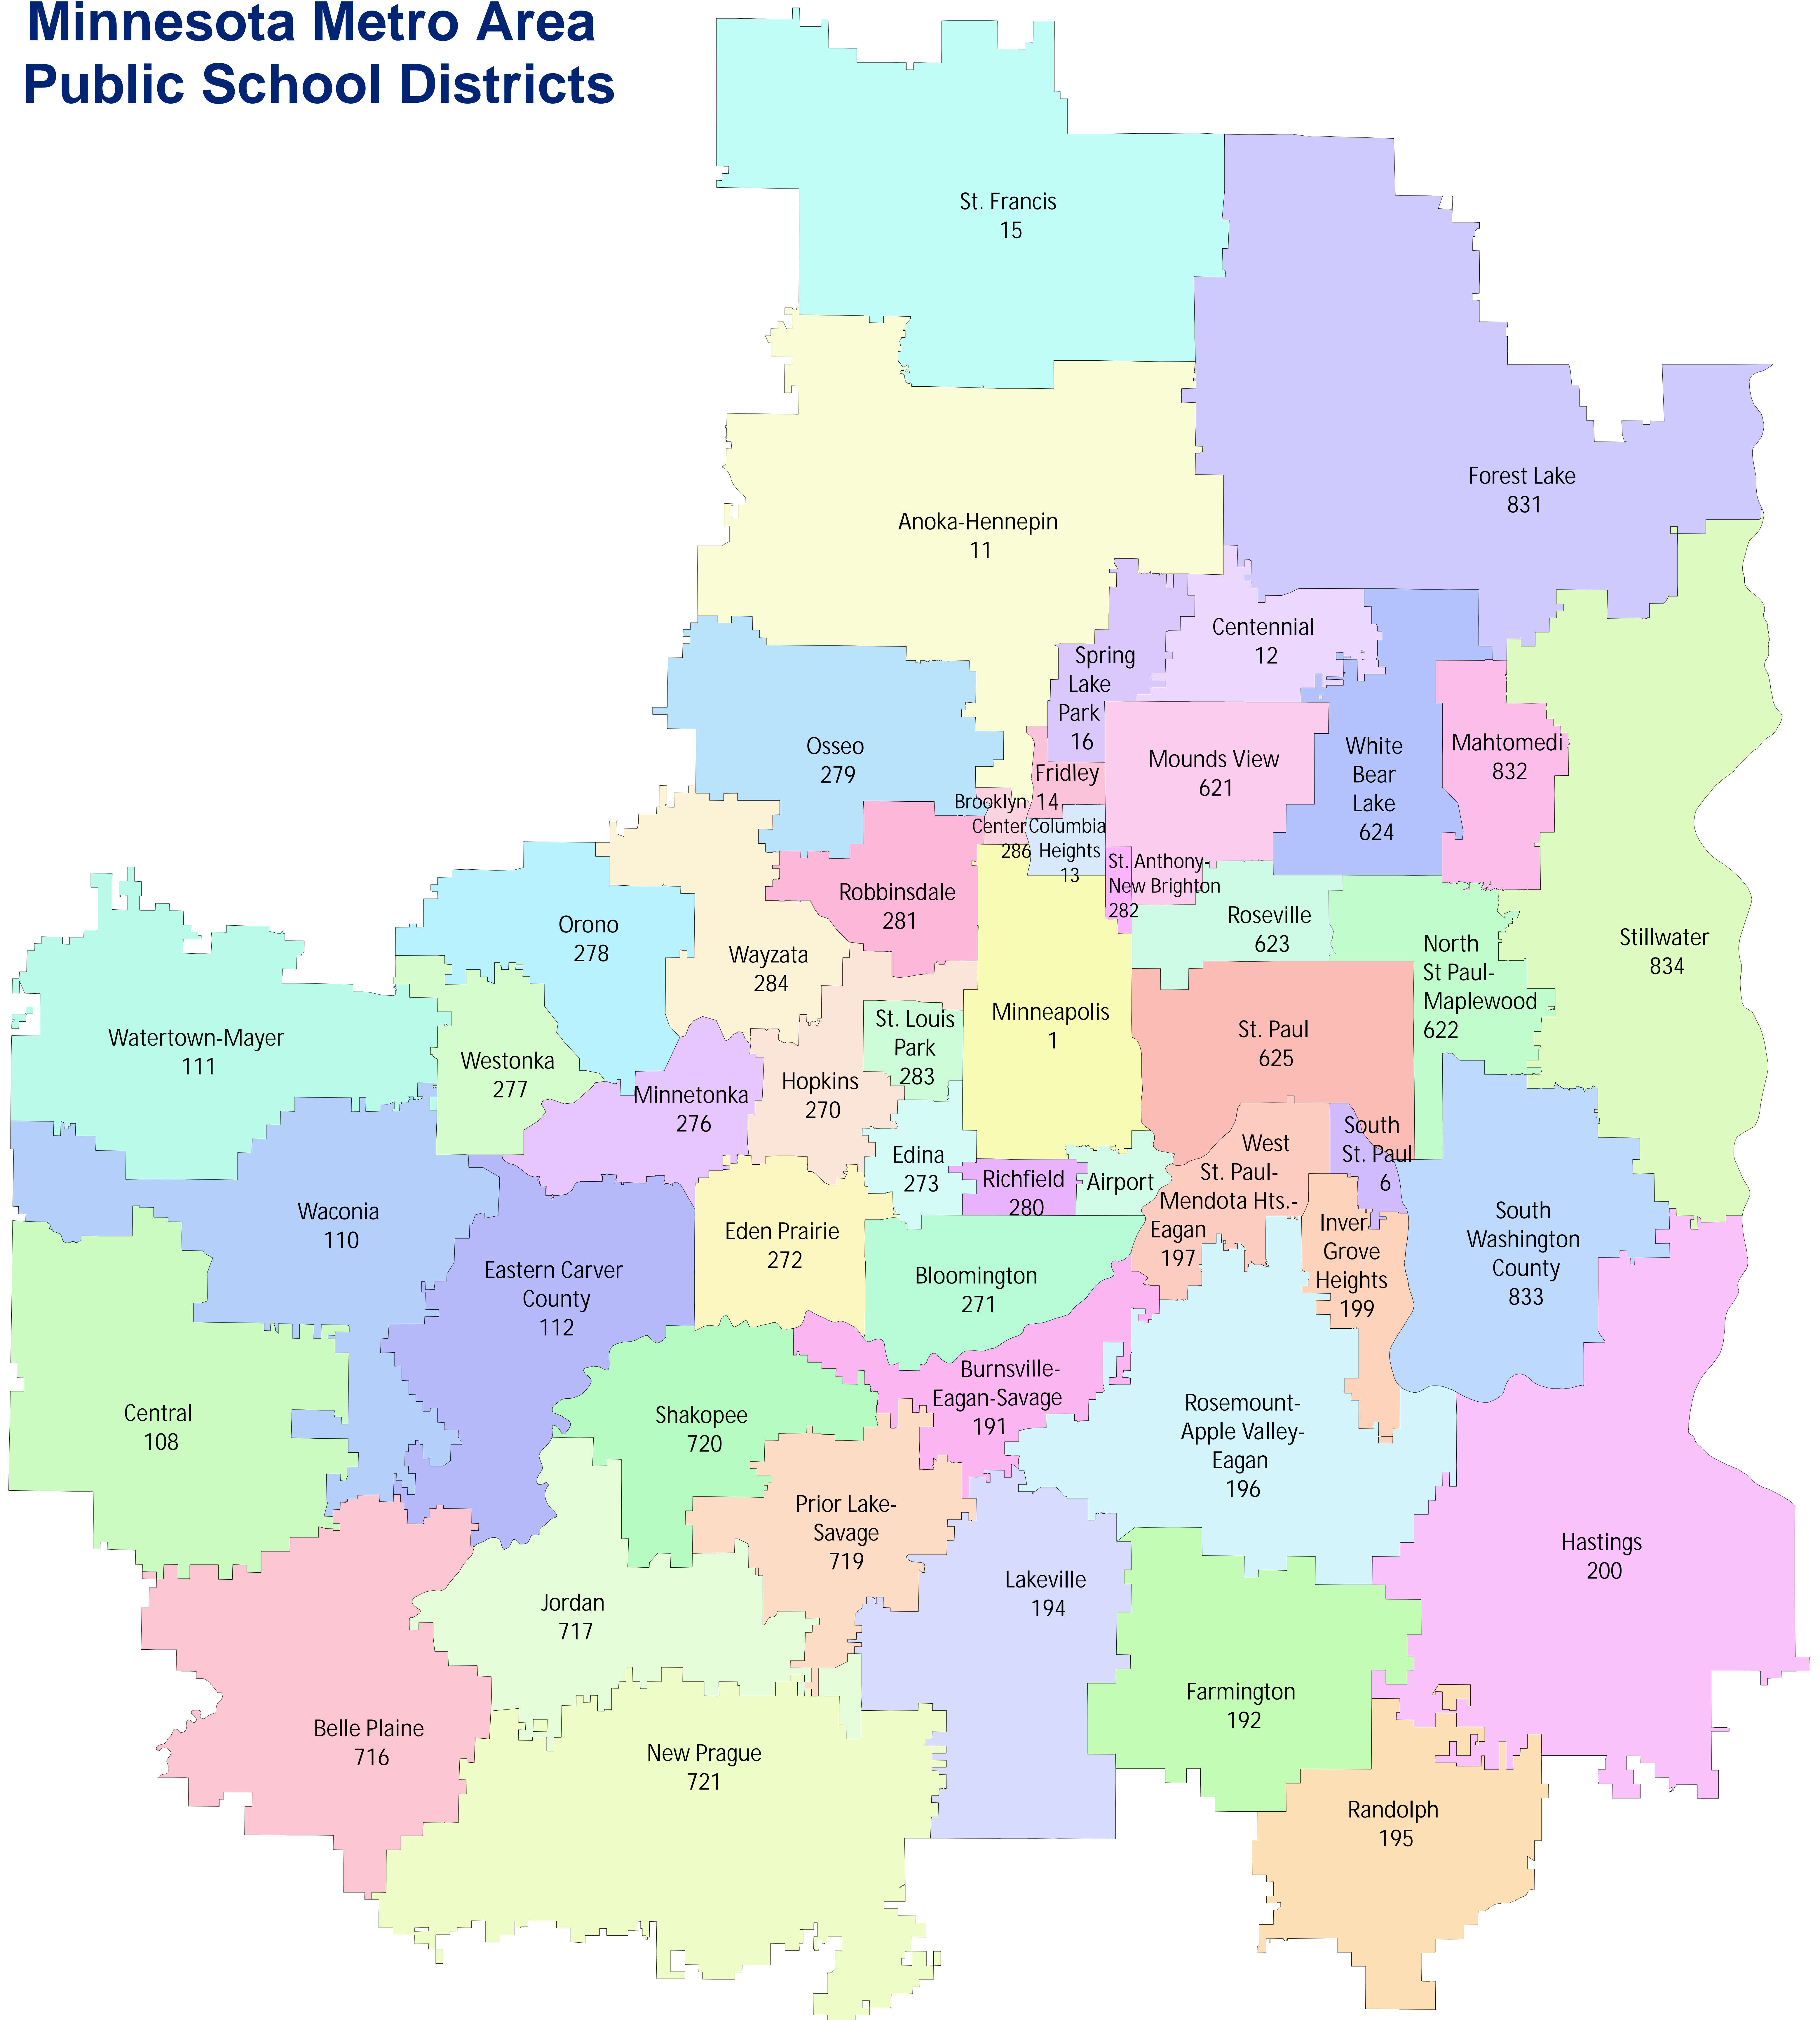 Minnesota Metro Area
Public School Districts
St. Francis
15
Forest Lake
831
Anoka-Hennepin
11
Centennial
12
Spring
Lake
Park
16
Osseo
279
Mounds View
621
White
Bear
Lake
624
Mahtomedi
832
Fridley
14
Brooklyn
Center
286
Columbia
Heights
13
St. Anthony-
New Brighton
282
Robbinsdale
281
Orono
278
Wayzata
284
Roseville
623
North
St Paul-
Maplewood
622
Stillwater
834
Watertown-Mayer
111
Westonka
277
Minnetonka
276
Hopkins
270
St. Louis
Park
283
Minneapolis
1
St. Paul
625
Edina
273
Richfield
280
Airport
West
St. Paul-
Mendota Hts.-
Eagan
197
South
St. Paul
6
Waconia
110
Eastern Carver
County
112
Eden Prairie
272
Bloomington
271
Inver
Grove
Heights
199
South
Washington
County
833
Central
108
Shakopee
720
Burnsville-
Eagan-Savage
191
Rosemount-
Apple Valley-
Eagan
196
Prior Lake-
Savage
719
Hastings
200
Jordan
717
Lakeville
194
Farmington
192
Belle Plaine
716
New Prague
721
Randolph
195